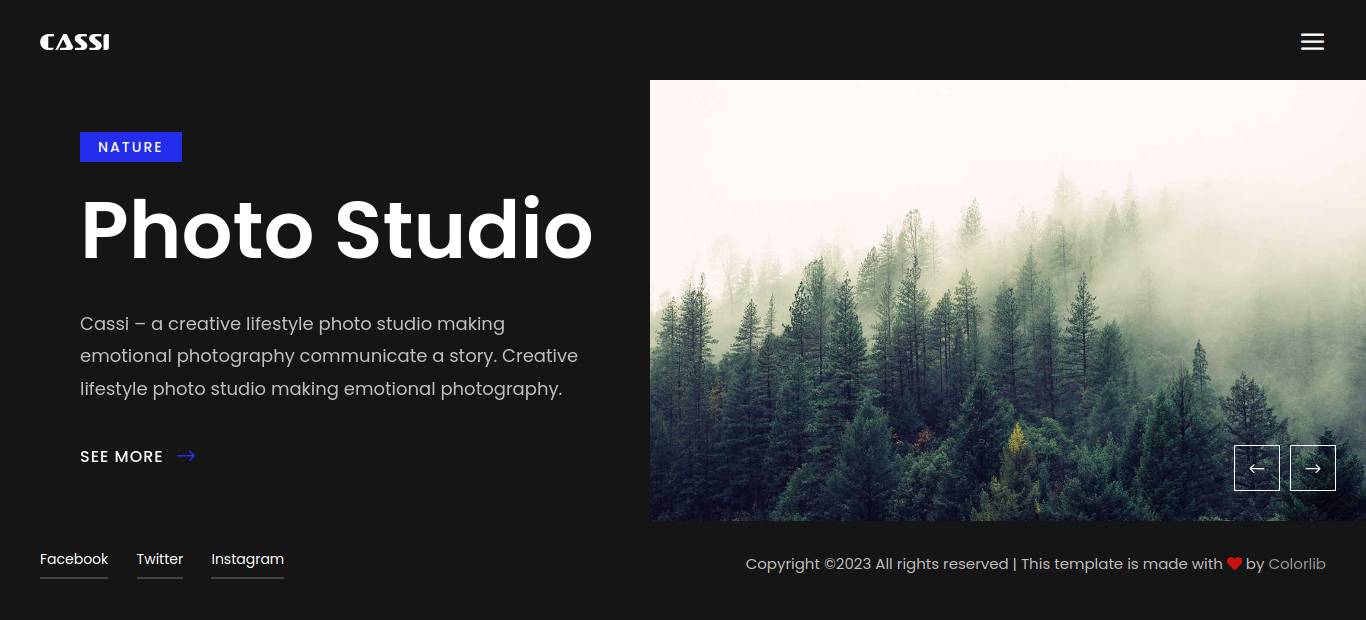 CASSI
NATURE
Photo Studio
Cassi – a creative lifestyle photo studio making
emotional photography communicate a story. Creative
lifestyle photo studio making emotional photography.
SEE MORE
Facebook Twitter Instagram
Copyright ©2023 All rights reserved | This template is made with ❤ by Colorlib